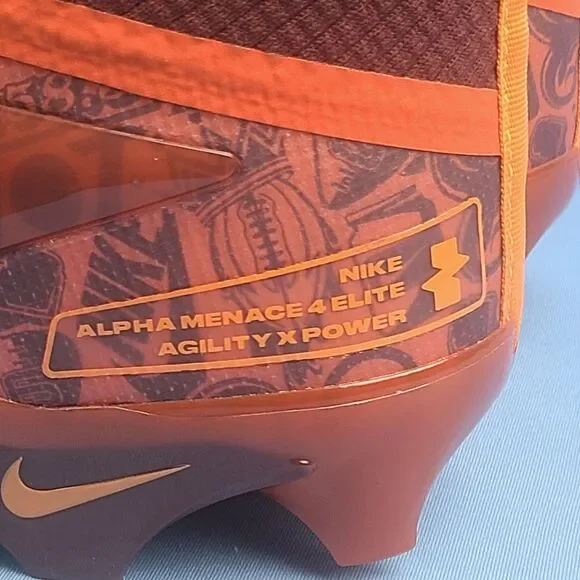 NIKE
ALPHA MENACE 4 ELITE
AGILITY X POWER